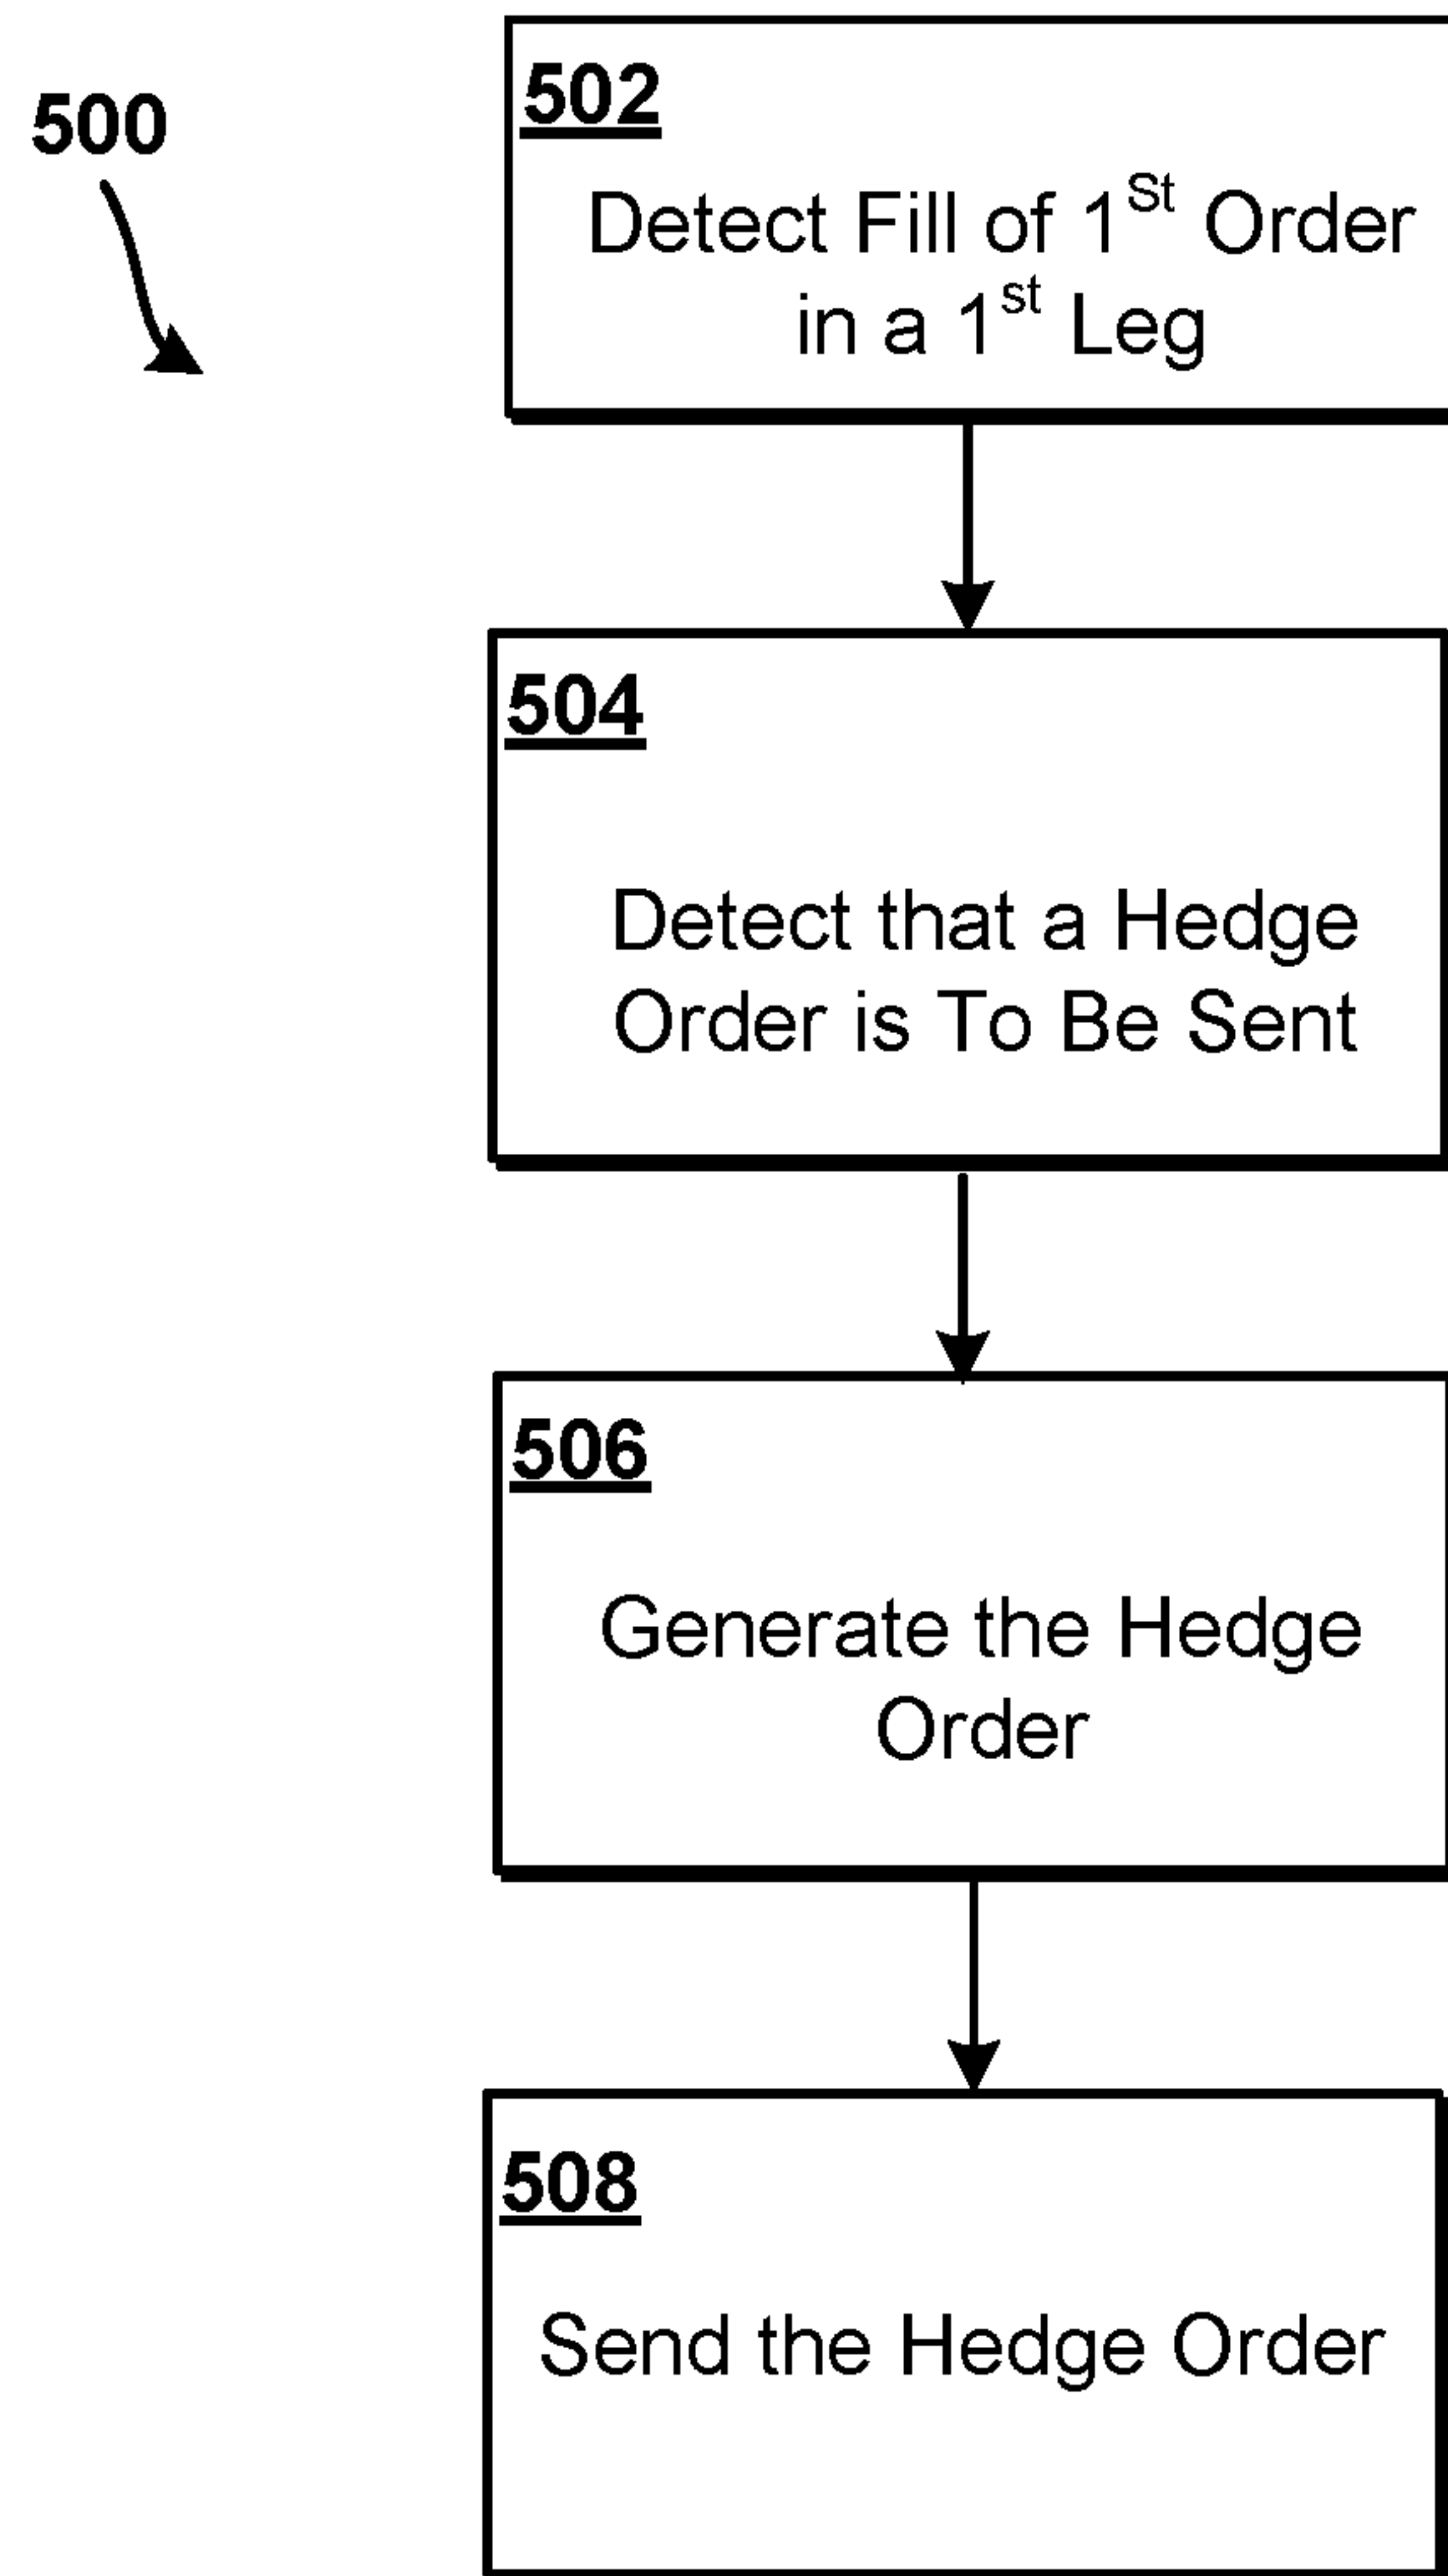 500
502
Detect Fill of 1St Order
in a 1st Leg
504
Detect that a Hedge
Order is To Be Sent
506
Generate the Hedge
Order
508
Send the Hedge Order